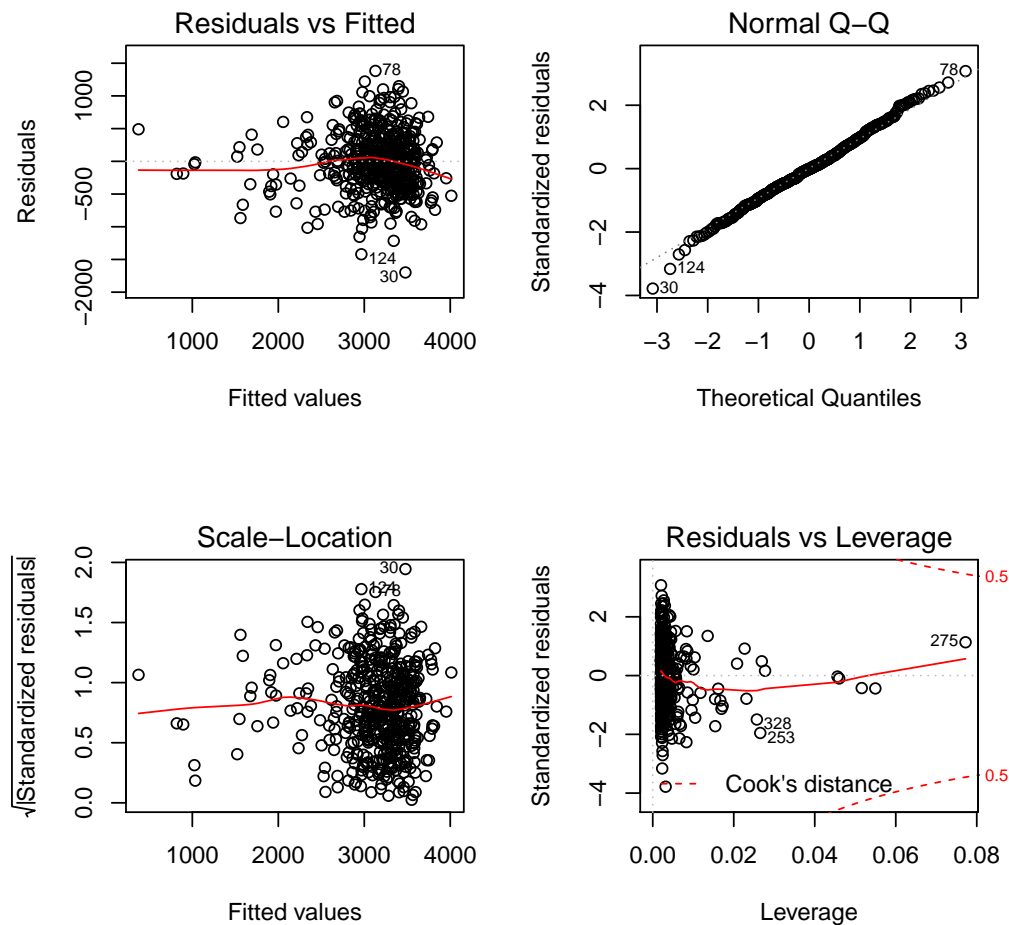 Residuals vs Fitted
Residuals
−2000 −500 1000
1000 2000 3000 4000
Fitted values
78
124
30
Normal Q−Q
Standardized residuals
−4 −2 0 2
−3 −2 −1 0 1 2 3
Theoretical Quantiles
78
124
30
Scale−Location
√|Standardized residuals|
0.0 0.5 1.0 1.5 2.0
1000 2000 3000 4000
Fitted values
30
124
78
Residuals vs Leverage
Standardized residuals
−4 −2 0 2
0.00 0.02 0.04 0.06 0.08
Leverage
0.5
275
328
253
0.5
Cook's distance